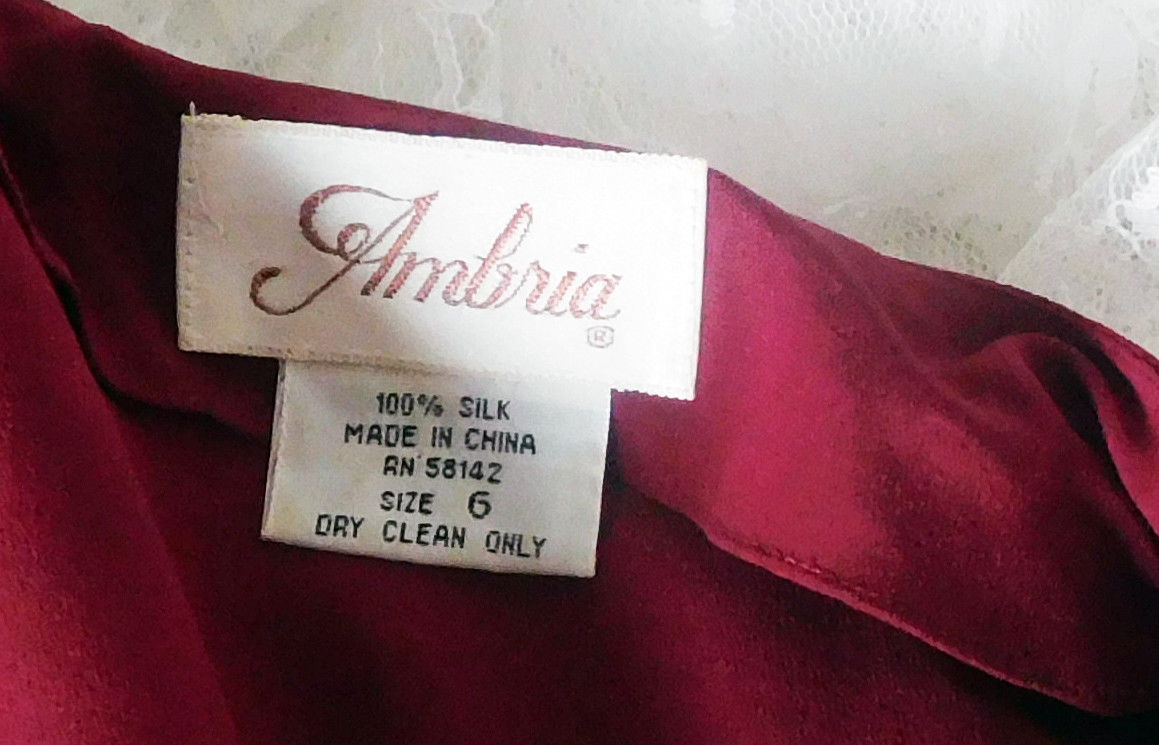 Ambria
®
100% SILK
MADE IN CHINA
RN 58142
SIZE 6
DRY CLEAN ONLY